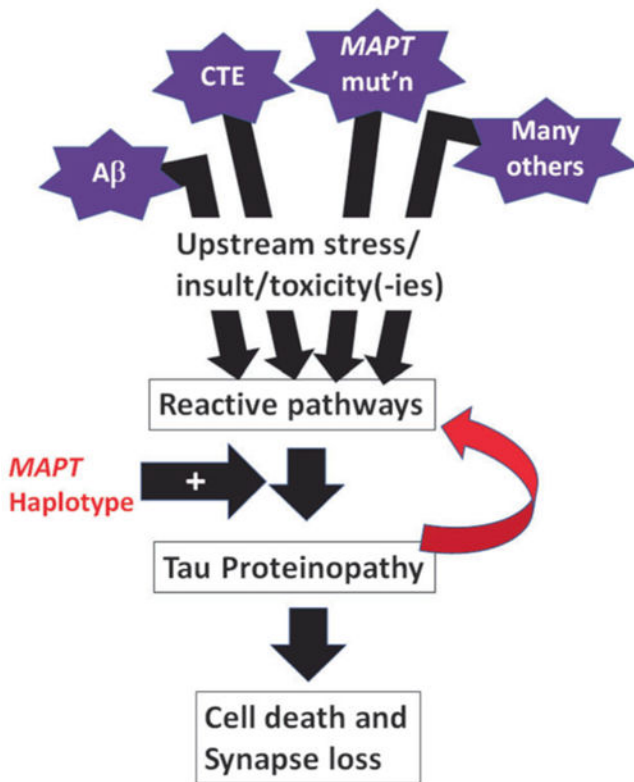 CTE
MAPT
mut'n
Aβ
Many
others
Upstream stress/
insult/toxicity(-ies)
Reactive pathways
MAPT
Haplotype
+
Tau Proteinopathy
Cell death and
Synapse loss